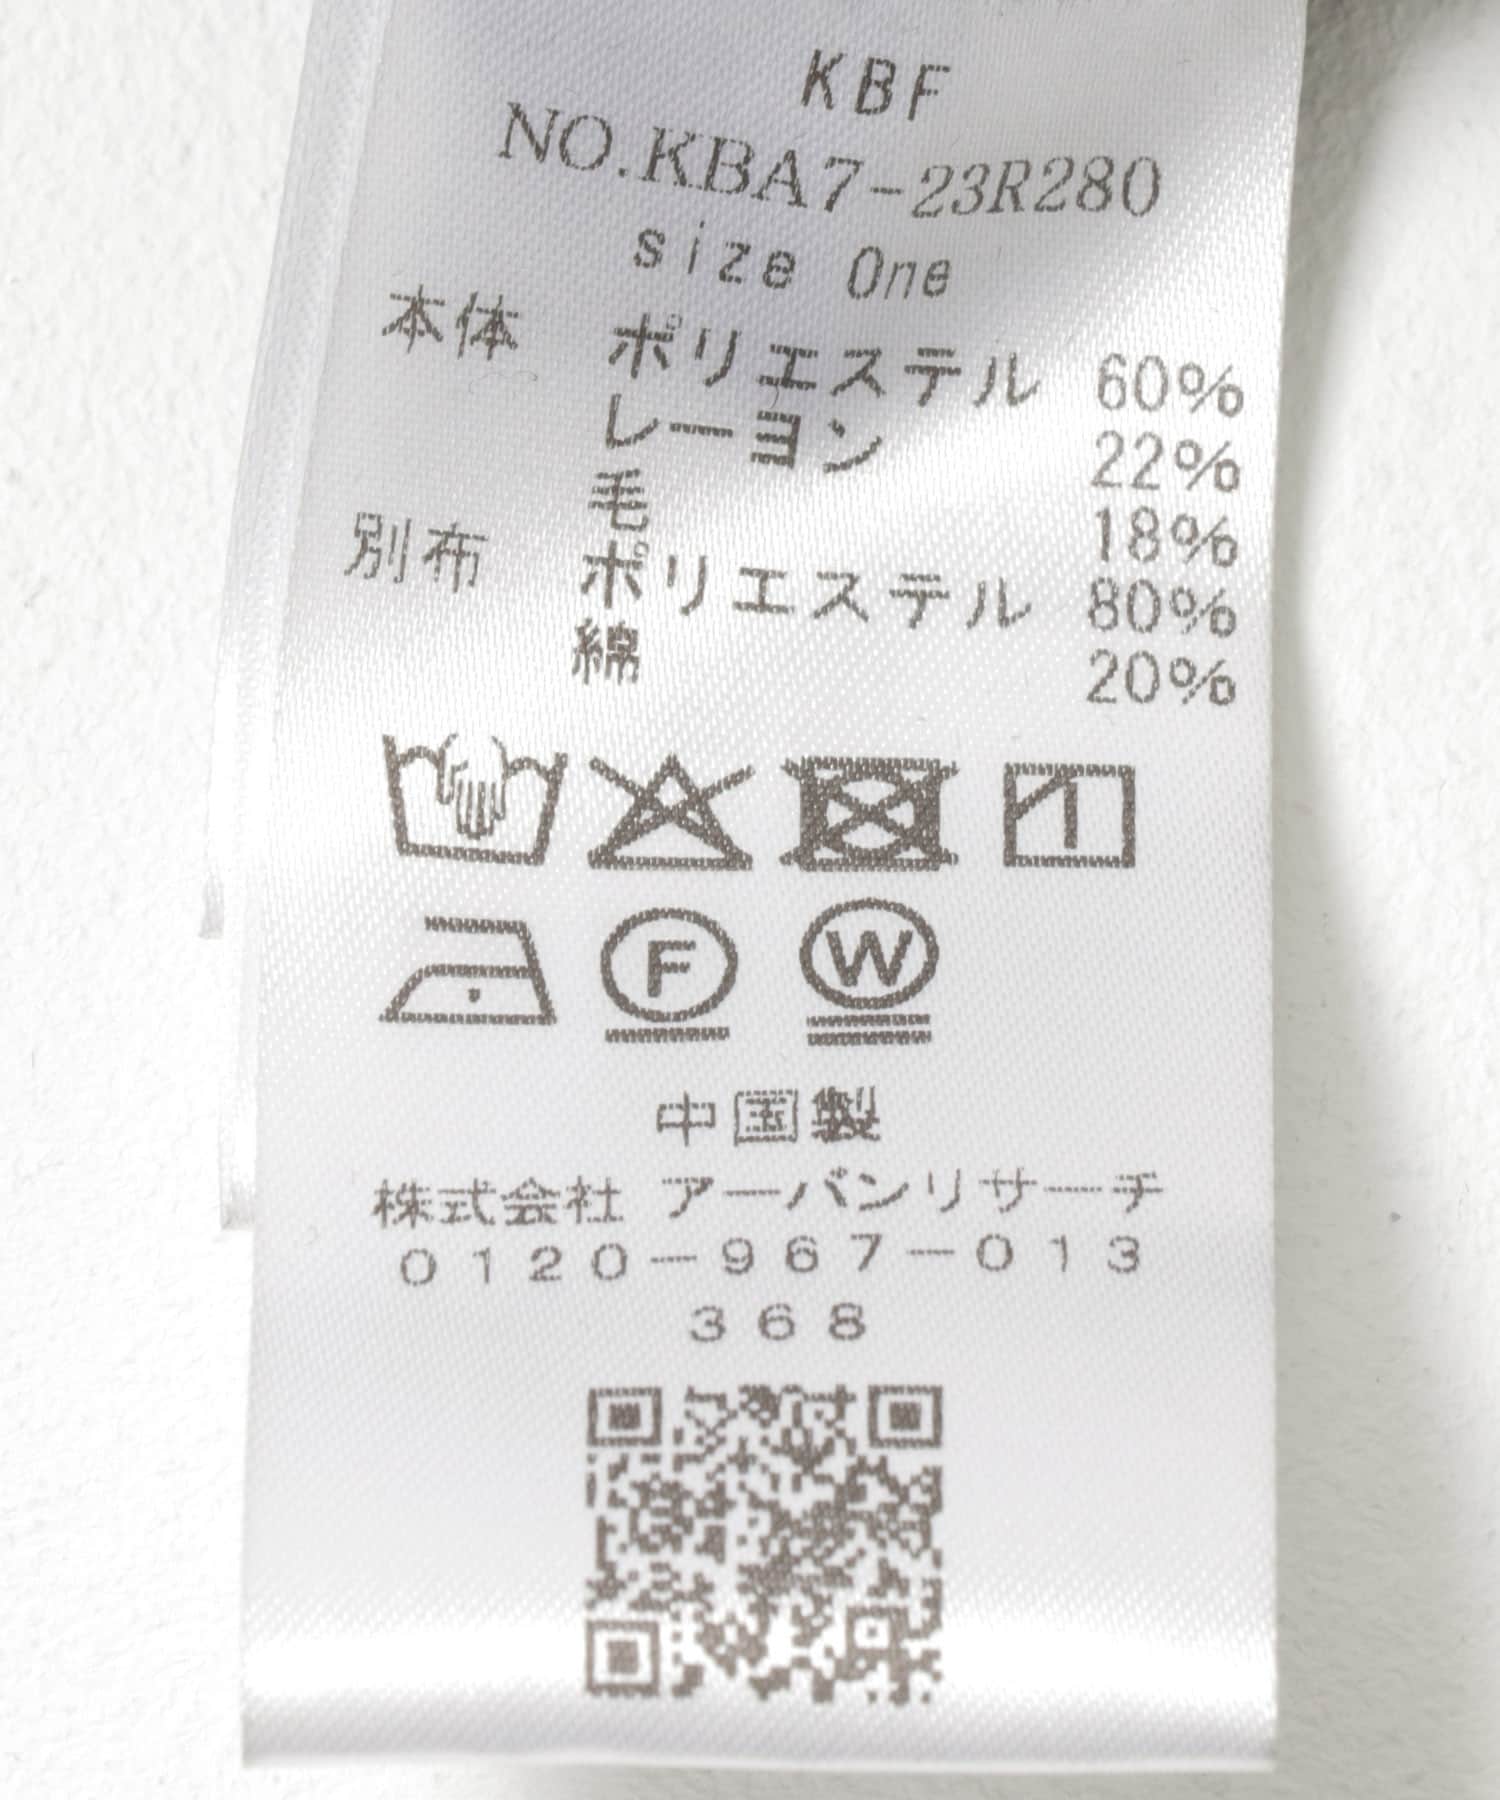 KBF
NO.KBA7-23R280
size One
本体 ポリエステル 60%
レーヨン 22%
毛 18%
別布 ポリエステル 80%
綿 20%
F W
中国製
株式会社 アーバンリサーチ
0120-967-013
368